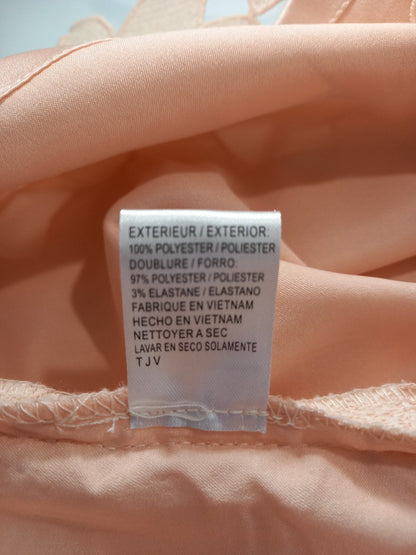 EXTERIEUR / EXTERIOR:
100% POLYESTER / POLIESTER
DOUBLURE / FORRO:
97% POLYESTER / POLIESTER
3% ELASTANE / ELASTANO
FABRIQUE EN VIETNAM
HECHO EN VIETNAM
NETTOYER A SEC
LAVAR EN SECO SOLAMENTE
TJV